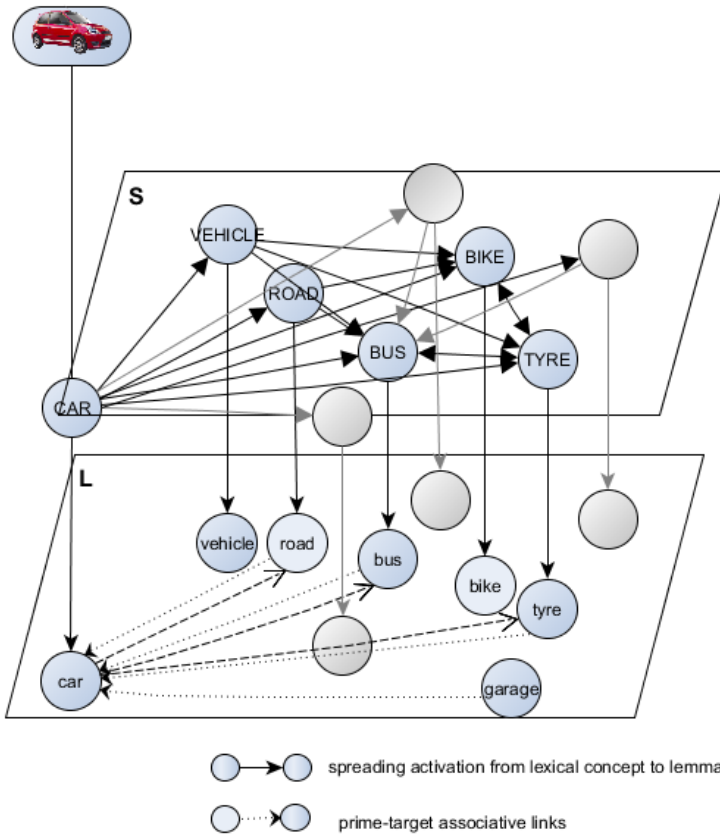 S
VEHICLE
BIKE
ROAD
BUS
TYRE
CAR
L
vehicle
road
bus
bike
tyre
car
garage
spreading activation from lexical concept to lemma
prime-target associative links